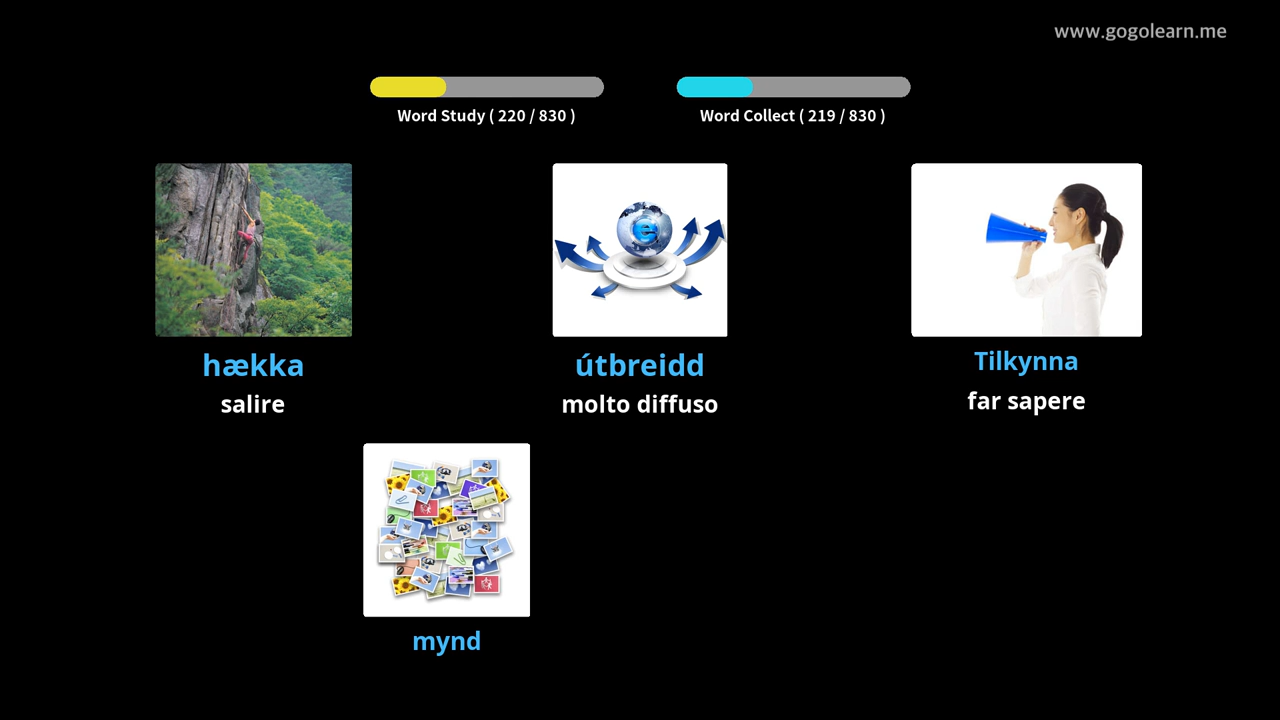 www.gogolearn.me
Word Study ( 220 / 830 )
Word Collect ( 219 / 830 )
hækka
salire
útbreidd
molto diffuso
Tilkynna
far sapere
mynd